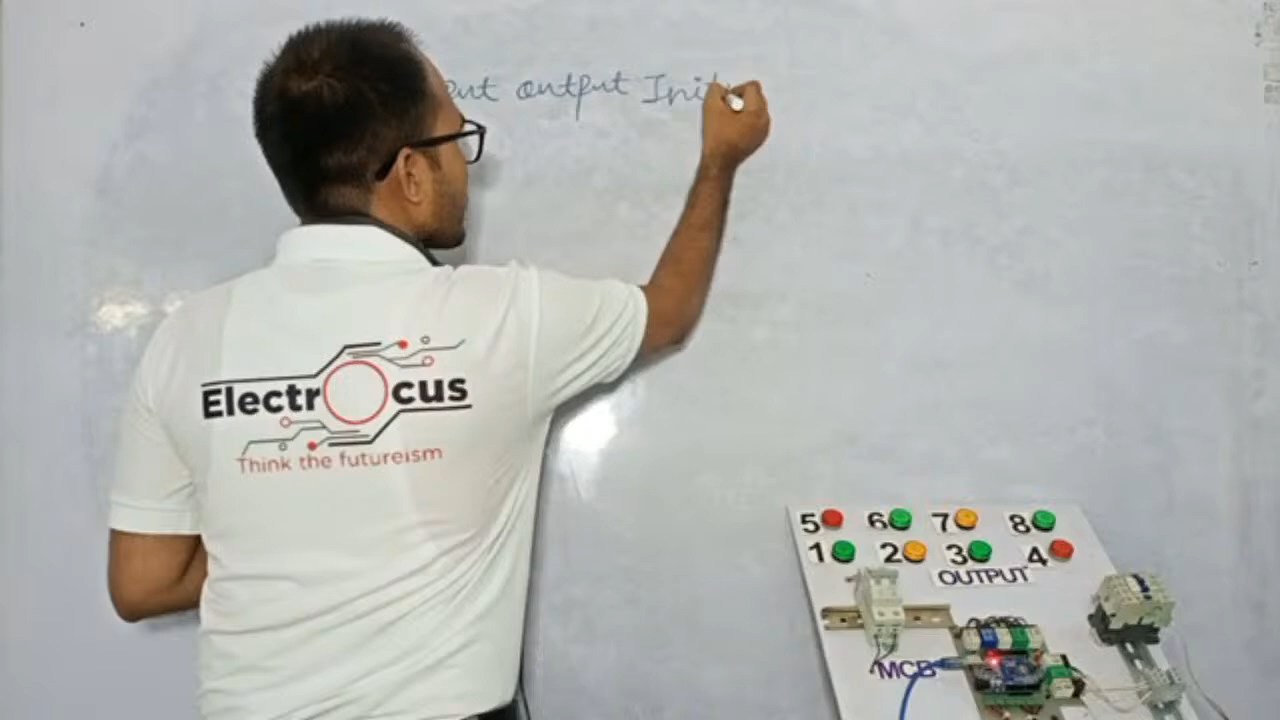 output
Electrocus
Think the futureism
5 6 7 8
1 2 3 4
OUTPUT
MCB